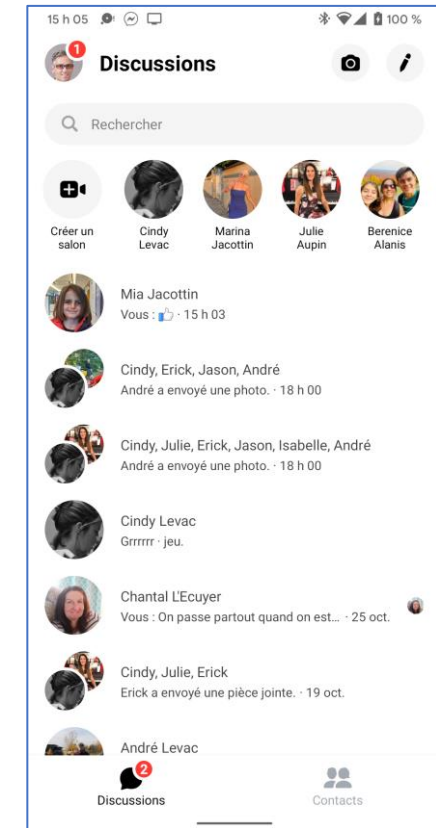 15 h 05 100 %
1
Discussions
Rechercher
Créer un salon
Cindy Levac
Marina Jacottin
Julie Aupin
Berenice Alanis
Mia Jacottin
Vous : 👍 · 15 h 03
Cindy, Erick, Jason, André
André a envoyé une photo. · 18 h 00
Cindy, Julie, Erick, Jason, Isabelle, André
André a envoyé une photo. · 18 h 00
Cindy Levac
Grrrrrr · jeu.
Chantal L'Ecuyer
Vous : On passe partout quand on est... · 25 oct.
Cindy, Julie, Erick
Erick a envoyé une pièce jointe. · 19 oct.
André Levac
2
Discussions Contacts